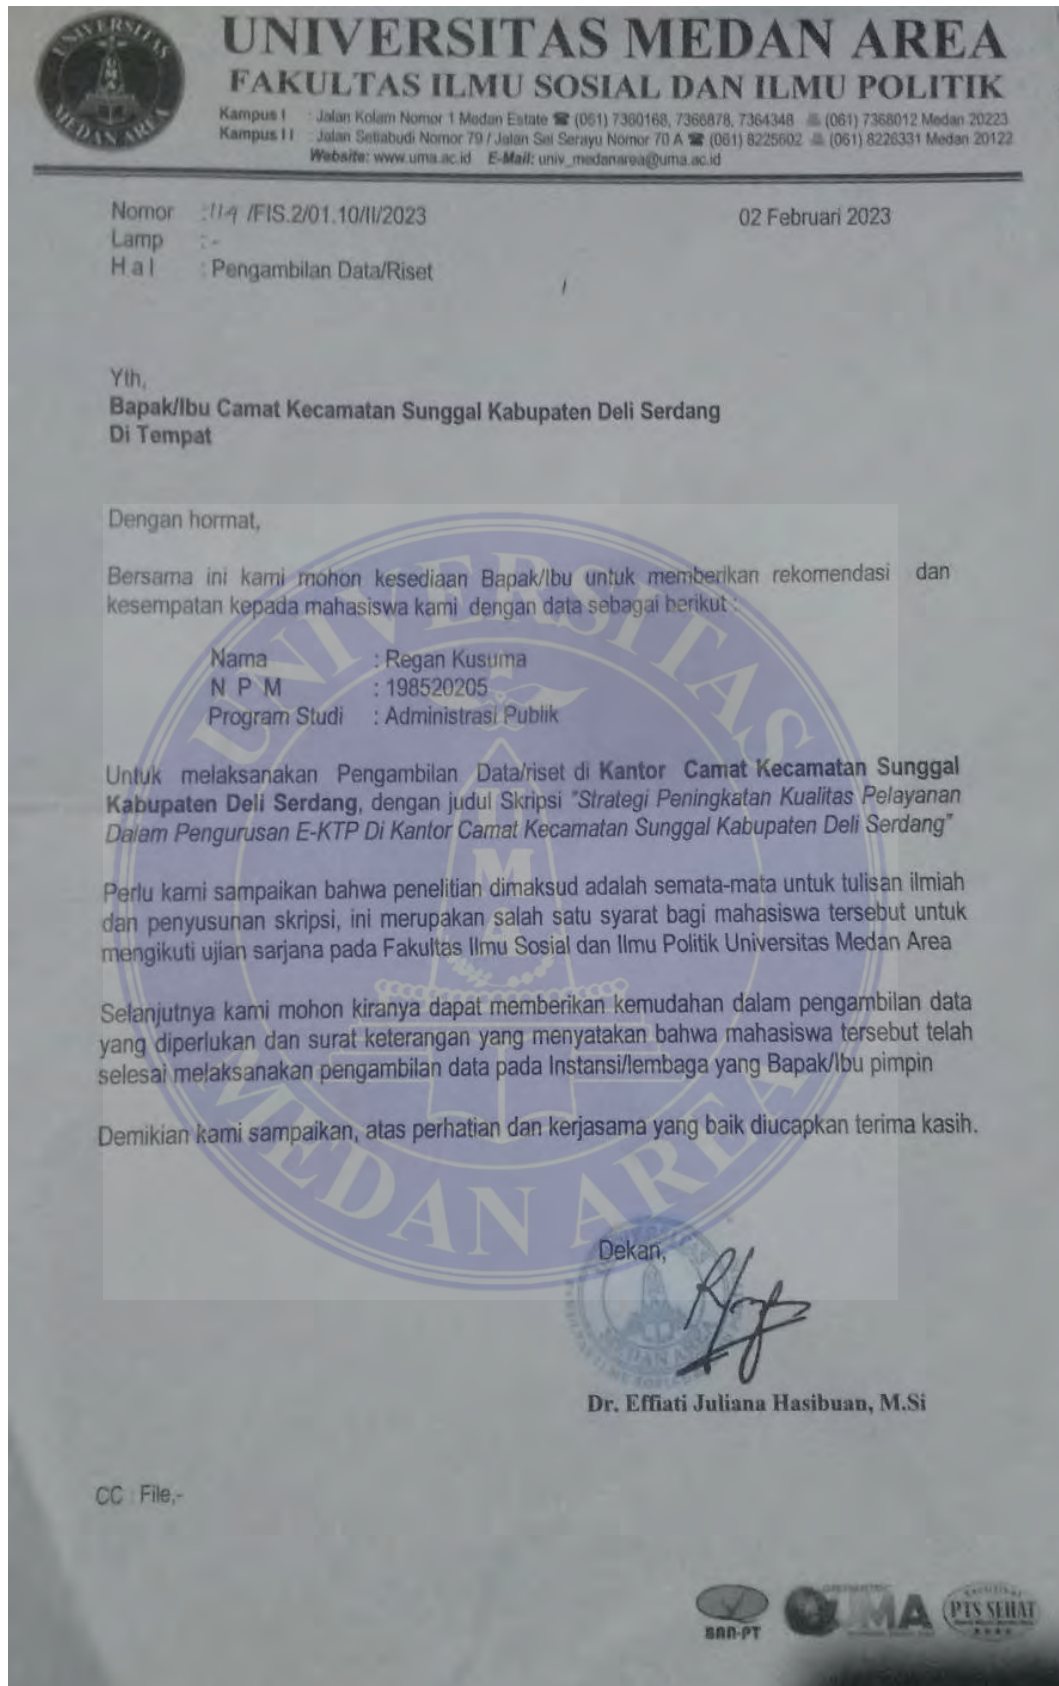 UNIVERSITAS MEDAN AREA
FAKULTAS ILMU SOSIAL DAN ILMU POLITIK
Kampus I : Jalan Kolam Nomor 1 Medan Estate ☎ (061) 7360168, 7366878, 7364348 (061) 7368012 Medan 20223
Kampus II : Jalan Setiabudi Nomor 79 / Jalan Sei Serayu Nomor 70 A ☎ (061) 8225602 (061) 8226331 Medan 20122
Website: www.uma.ac.id E-Mail: univ_medanarea@uma.ac.id
UNIVERSITAS
UMA
MEDAN AREA
Nomor : 119 /FIS.2/01.10/II/2023
02 Februari 2023
Lamp : -
H a l : Pengambilan Data/Riset
Yth,
Bapak/Ibu Camat Kecamatan Sunggal Kabupaten Deli Serdang
Di Tempat
Dengan hormat,
Bersama ini kami mohon kesediaan Bapak/Ibu untuk memberikan rekomendasi dan
kesempatan kepada mahasiswa kami dengan data sebagai berikut :
Nama : Regan Kusuma
N P M : 198520205
Program Studi : Administrasi Publik
Untuk melaksanakan Pengambilan Data/riset di Kantor Camat Kecamatan Sunggal
Kabupaten Deli Serdang, dengan judul Skripsi "Strategi Peningkatan Kualitas Pelayanan
Dalam Pengurusan E-KTP Di Kantor Camat Kecamatan Sunggal Kabupaten Deli Serdang"
Perlu kami sampaikan bahwa penelitian dimaksud adalah semata-mata untuk tulisan ilmiah
dan penyusunan skripsi, ini merupakan salah satu syarat bagi mahasiswa tersebut untuk
mengikuti ujian sarjana pada Fakultas Ilmu Sosial dan Ilmu Politik Universitas Medan Area
Selanjutnya kami mohon kiranya dapat memberikan kemudahan dalam pengambilan data
yang diperlukan dan surat keterangan yang menyatakan bahwa mahasiswa tersebut telah
selesai melaksanakan pengambilan data pada Instansi/lembaga yang Bapak/Ibu pimpin
Demikian kami sampaikan, atas perhatian dan kerjasama yang baik diucapkan terima kasih.
UNIVERSITAS
UMA
MEDAN AREA
Dekan,
MEDAN AREA
Dr. Effiati Juliana Hasibuan, M.Si
CC : File,-
BAN-PT
UMA
PTS SEHAT